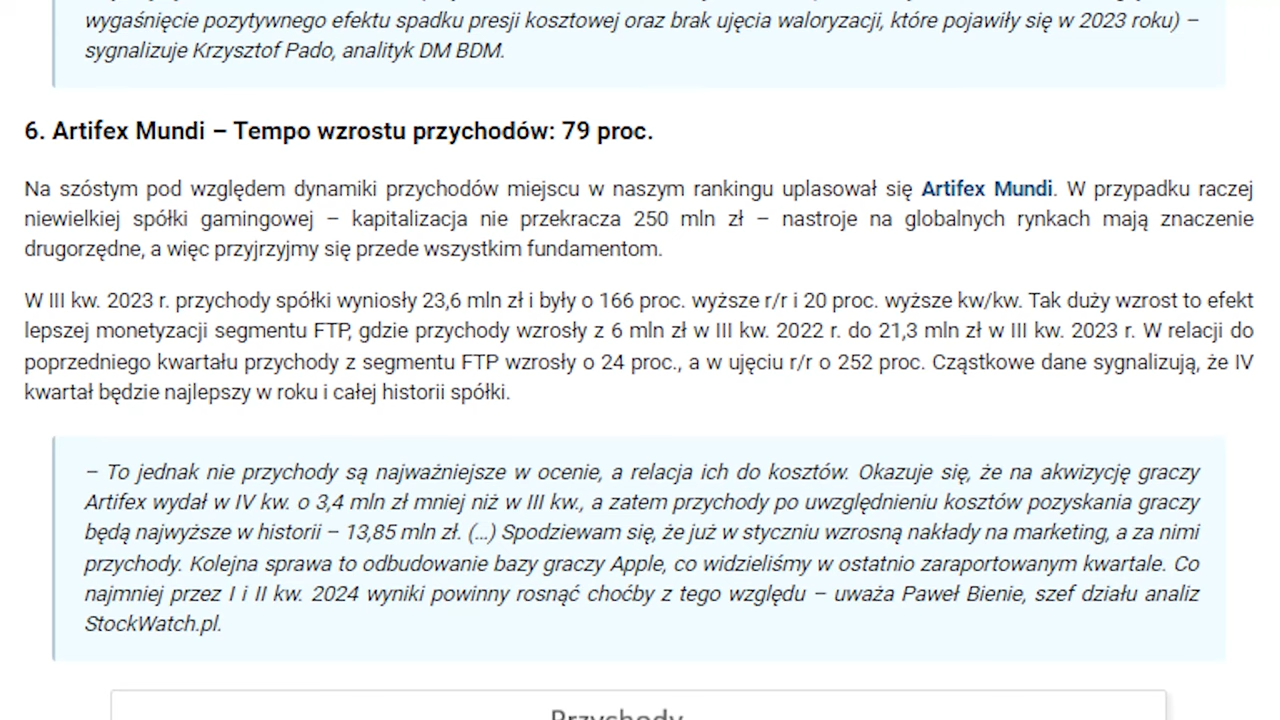 wygaśnięcie pozytywnego efektu spadku presji kosztowej oraz brak ujęcia waloryzacji, które pojawiły się w 2023 roku) –
sygnalizuje Krzysztof Pado, analityk DM BDM.
6. Artifex Mundi – Tempo wzrostu przychodów: 79 proc.
Na szóstym pod względem dynamiki przychodów miejscu w naszym rankingu uplasował się Artifex Mundi. W przypadku raczej
niewielkiej spółki gamingowej – kapitalizacja nie przekracza 250 mln zł – nastroje na globalnych rynkach mają znaczenie
drugorzędne, a więc przyjrzyjmy się przede wszystkim fundamentom.
W III kw. 2023 r. przychody spółki wyniosły 23,6 mln zł i były o 166 proc. wyższe r/r i 20 proc. wyższe kw/kw. Tak duży wzrost to efekt
lepszej monetyzacji segmentu FTP, gdzie przychody wzrosły z 6 mln zł w III kw. 2022 r. do 21,3 mln zł w III kw. 2023 r. W relacji do
poprzedniego kwartału przychody z segmentu FTP wzrosły o 24 proc., a w ujęciu r/r o 252 proc. Cząstkowe dane sygnalizują, że IV
kwartał będzie najlepszy w roku i całej historii spółki.
– To jednak nie przychody są najważniejsze w ocenie, a relacja ich do kosztów. Okazuje się, że na akwizycję graczy
Artifex wydał w IV kw. o 3,4 mln zł mniej niż w III kw., a zatem przychody po uwzględnieniu kosztów pozyskania graczy
będą najwyższe w historii – 13,85 mln zł. (…) Spodziewam się, że już w styczniu wzrosną nakłady na marketing, a za nimi
przychody. Kolejna sprawa to odbudowanie bazy graczy Apple, co widzieliśmy w ostatnio zaraportowanym kwartale. Co
najmniej przez I i II kw. 2024 wyniki powinny rosnąć choćby z tego względu – uważa Paweł Bienie, szef działu analiz
StockWatch.pl.
Przychody